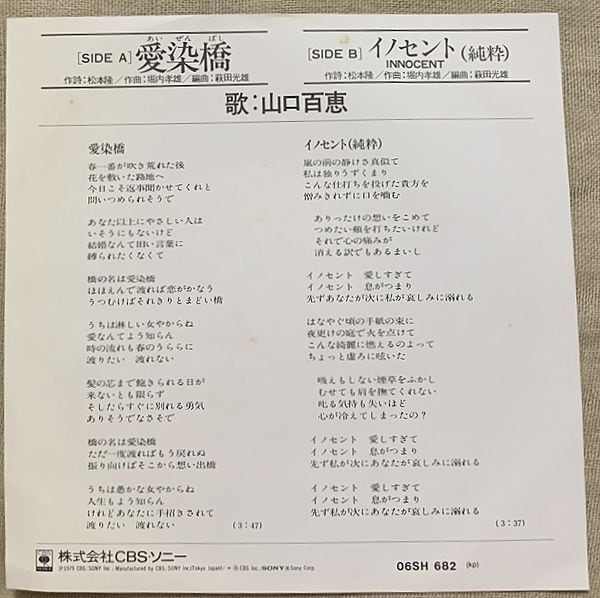 [SIDE A] 愛染橋
あいぜんばし
作詩:松本隆/作曲:堀内孝雄/編曲:萩田光雄
[SIDE B] イノセント(純粋)
INNOCENT
作詩:松本隆/作曲:堀内孝雄/編曲:萩田光雄
歌:山口百恵
愛染橋
春一番が吹き荒れた後
花を敷いた路地へ
今日こそ返事聞かせてくれと
問いつめられそうで
あなた以上にやさしい人は
いそうにもないけど
結婚なんて旧い言葉に
縛られたくなくて
橋の名は愛染橋
ほほえんで渡れば恋がかなう
うつむけばそれきりとまどい橋
うちは淋しい女やからね
愛なんてよう知らん
時の流れも春のうららに
渡りたい 渡れない
髪の芯まで飽きられる日が
来ないとも限らず
そしたらすぐに別れる勇気
ありそうでなさそで
橋の名は愛染橋
ただ一度渡ればもう戻れぬ
振り向けばそこから想い出橋
うちは愚かな女やからね
人生もよう知らん
けれどあなたに手招きされて
渡りたい 渡れない
(3:47)
イノセント(純粋)
嵐の前の静けさ真似て
私は独りうずくまり
こんな仕打ちを投げた貴方を
憎みきれずに口を噛む
ありったけの想いをこめて
つめたい頬を打ちたいけれど
それで心の痛みが
消える訳でもあるまいし
イノセント 愛しすぎて
イノセント 息がつまり
先ずあなたが次に私が哀しみに溺れる
はなやぐ頃の手紙の束に
夜更けの庭で火を点けて
こんな綺麗に燃えるのよって
ちょっと虚ろに呟いた
吸えもしない煙草をふかし
むせても肩を撫てくれない
叱る気持も失いほど
心が冷えてしまったの?
イノセント 愛しすぎて
イノセント 息がつまり
先ず私が次にあなたが哀しみに溺れる
イノセント 愛しすぎて
イノセント 息がつまり
先ず私が次にあなたが哀しみに溺れる
(3:37)
株式会社CBS・ソニー
06SH 682 (kp)
Ⓟ1979 CBS/SONY Inc./Manufactured by CBS/SONY Inc.(Tokyo Japan)/
CBS Inc. SONY Sony Corp.